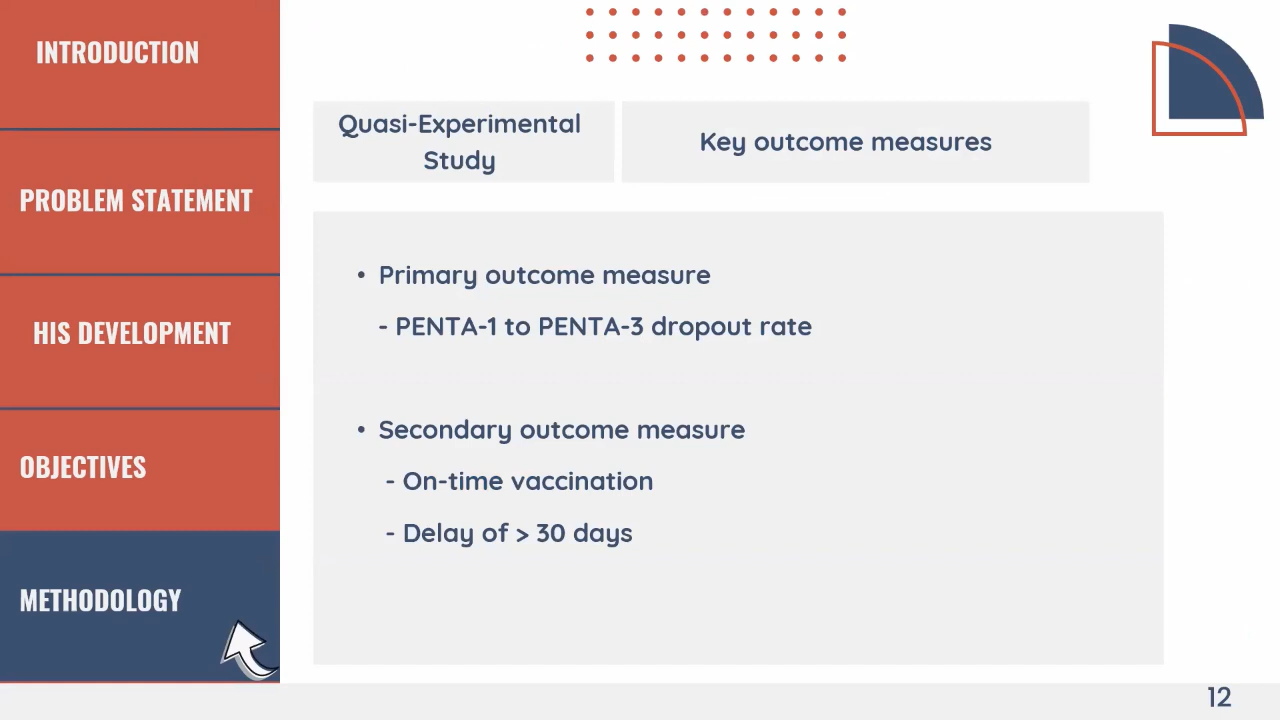 INTRODUCTION
PROBLEM STATEMENT
HIS DEVELOPMENT
OBJECTIVES
METHODOLOGY
Quasi-Experimental
Study
Key outcome measures
• Primary outcome measure
- PENTA-1 to PENTA-3 dropout rate
• Secondary outcome measure
- On-time vaccination
- Delay of > 30 days
12